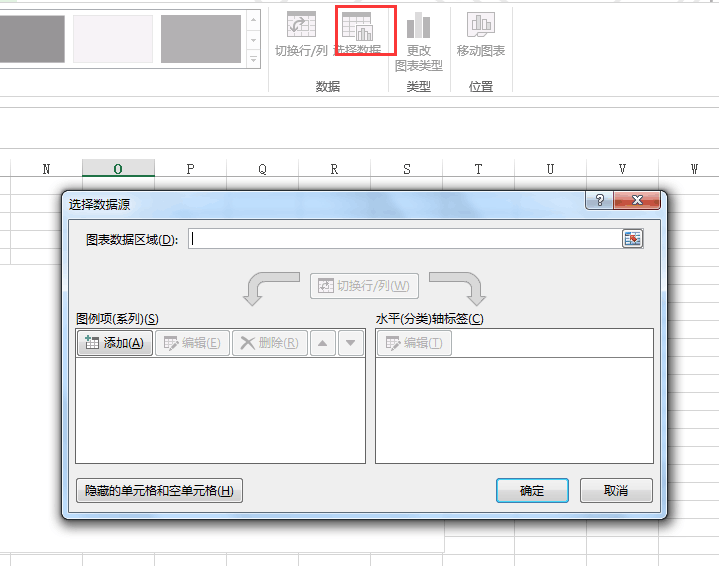 切换行/列 选择数据 更改
图表类型 移动图表
数据 类型 位置
N O P Q R S T U V W
选择数据源
图表数据区域(D):
切换行/列(W)
图例项(系列)(S) 水平(分类)轴标签(C)
添加(A) 编辑(E) 删除(R) 编辑(T)
隐藏的单元格和空单元格(H) 确定 取消